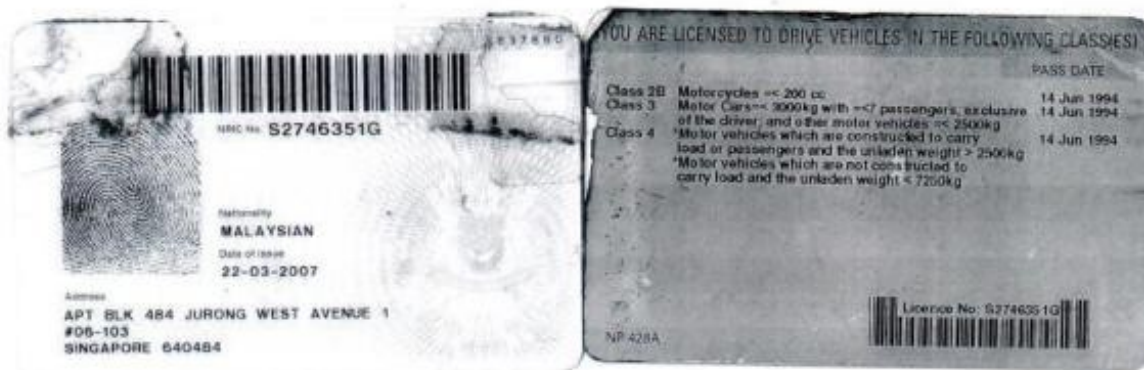 NRIC No. S2746351G
Nationality
MALAYSIAN
Date of issue
22-03-2007
Address
APT BLK 484 JURONG WEST AVENUE 1
#06-103
SINGAPORE 640484
YOU ARE LICENSED TO DRIVE VEHICLES IN THE FOLLOWING CLASS(ES)
PASS DATE
Class 2B Motorcycles =< 200 cc 14 Jun 1994
Class 3 Motor Cars=< 3000kg with =<7 passengers, exclusive 14 Jun 1994
of the driver; and other motor vehicles =< 2500kg
Class 4 *Motor vehicles which are constructed to carry 14 Jun 1994
load or passengers and the unladen weight > 2500kg
*Motor vehicles which are not constructed to
carry load and the unladen weight < 7250kg
Licence No: S2746351G
NP 428A